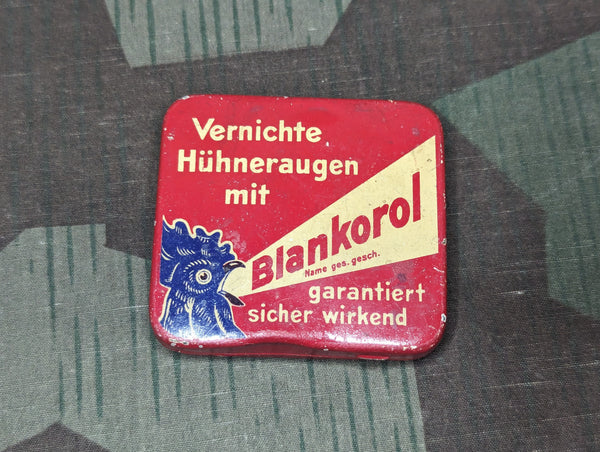 Vernichte
Hühneraugen
mit
Blankorol
Name ges. gesch.
garantiert
sicher wirkend